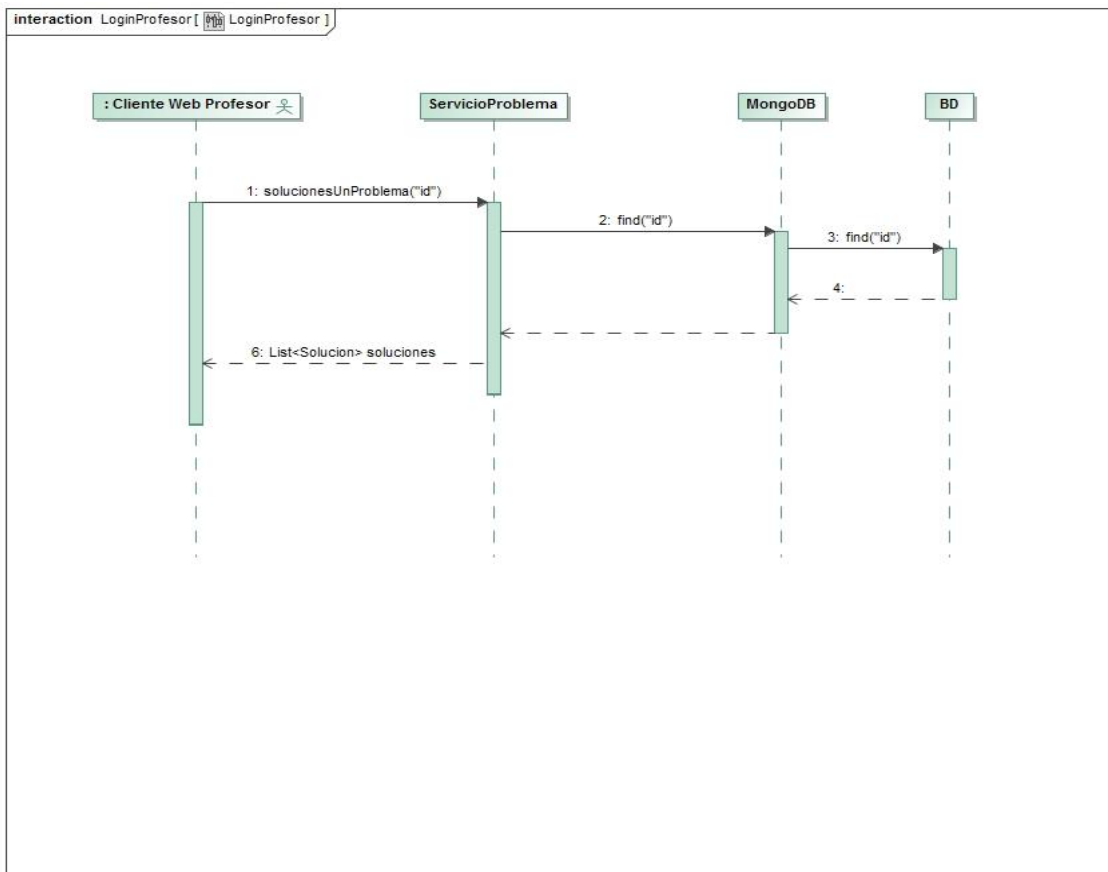 interaction LoginProfesor [ LoginProfesor ]
: Cliente Web Profesor
ServicioProblema
MongoDB
BD
1: solucionesUnProblema("id")
2: find("id")
3: find("id")
4:
6: List<Solucion> soluciones